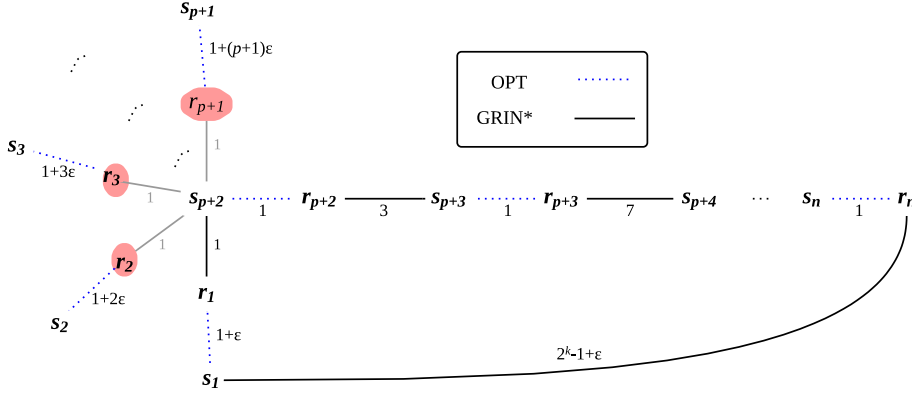 s_{p+1}
1+(p+1)ε
r_{p+1}
1
OPT
GRIN*
s_3
1+3ε
r_3
1
s_{p+2}
1
r_{p+2}
3
s_{p+3}
1
r_{p+3}
7
s_{p+4}
...
s_n
1
r_n
1
r_2
1+2ε
s_2
1
r_1
1+ε
s_1
2^k-1+ε